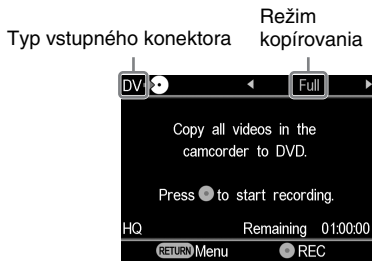 Režim
Typ vstupného konektora kopírovania
DV Full
Copy all videos in the
camcorder to DVD.
Press to start recording.
HQ Remaining 01:00:00
RETURN Menu REC